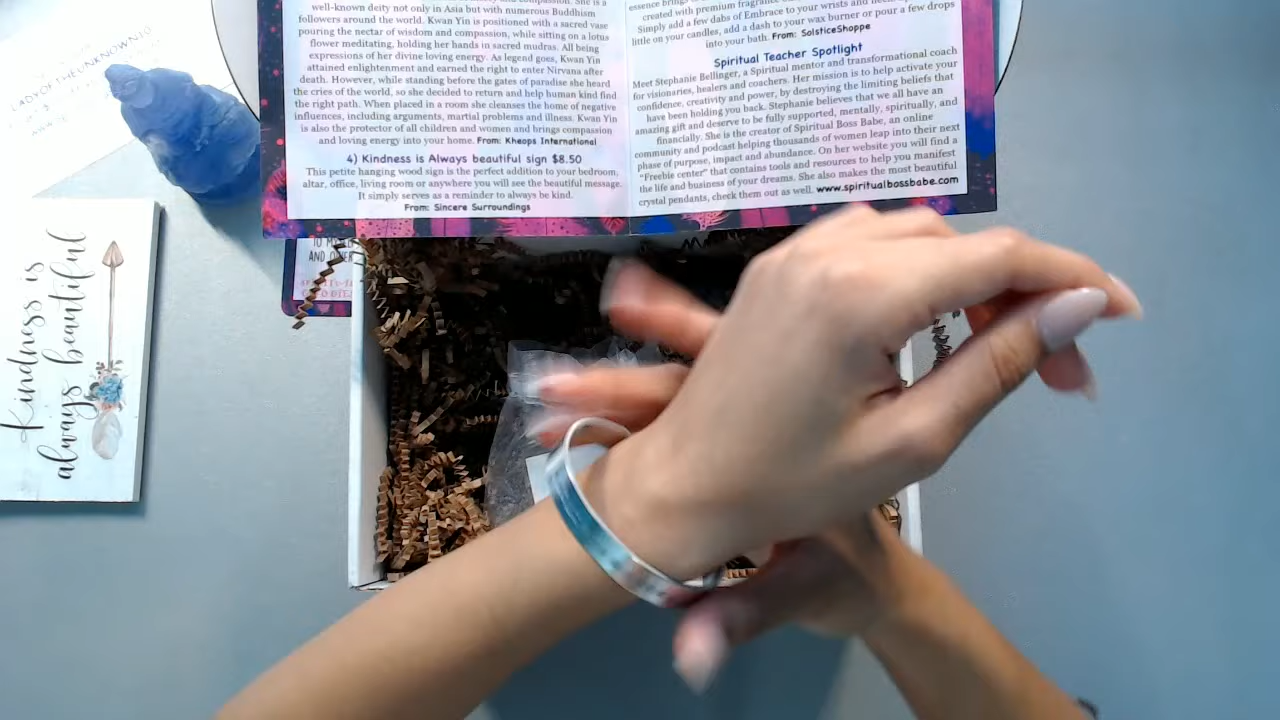 well-known deity not only in Asia but with numerous Buddhism
followers around the world. Kwan Yin is positioned with a sacred vase
pouring the nectar of wisdom and compassion, while sitting on a lotus
flower meditating, holding her hands in sacred mudras. All being
expressions of her divine loving energy. As legend goes, Kwan Yin
attained enlightenment and earned the right to enter Nirvana after
death. However, while standing before the gates of paradise she heard
the cries of the world, so she decided to return and help human kind find
the right path. When placed in a room she cleanses the home of negative
influences, including arguments, martial problems and illness. Kwan Yin
is also the protector of all children and women and brings compassion
and loving energy into your home. From: Kheops International
4) Kindness is Always beautiful sign $8.50
This petite hanging wood sign is the perfect addition to your bedroom,
altar, office, living room or anywhere you will see the beautiful message.
It simply serves as a reminder to always be kind.
From: Sincere Surroundings
essence brings
created with premium fragrance
Simply add a few dabs of Embrace to your wrists and
little on your candles, add a dash to your wax burner or pour a few drops
into your bath. From: SolsticeShoppe
Spiritual Teacher Spotlight
Meet Stephanie Bellinger, a Spiritual mentor and transformational coach
for visionaries, healers and coachers. Her mission is to help activate your
confidence, creativity and power, by destroying the limiting beliefs that
have been holding you back. Stephanie believes that we all have an
amazing gift and deserve to be fully supported, mentally, spiritually, and
financially. She is the creator of Spiritual Boss Babe, an online
community and podcast helping thousands of women leap into their next
phase of purpose, impact and abundance. On her website you will find a
"Freebie center" that contains tools and resources to help you manifest
the life and business of your dreams. She also makes the most beautiful
crystal pendants, check them out as well. www.spiritualbossbabe.com
Kindness is
always beautiful
LADYOFTHEUNKNOWN10
AND